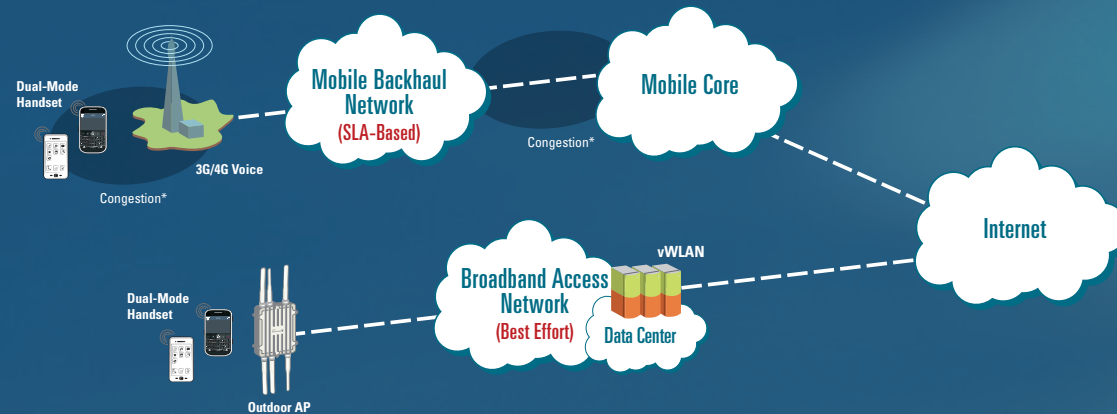 Dual-Mode
Handset
3G/4G Voice
Congestion*
Mobile Backhaul
Network
(SLA-Based)
Congestion*
Mobile Core
Internet
Dual-Mode
Handset
Outdoor AP
Broadband Access
Network
(Best Effort)
vWLAN
Data Center